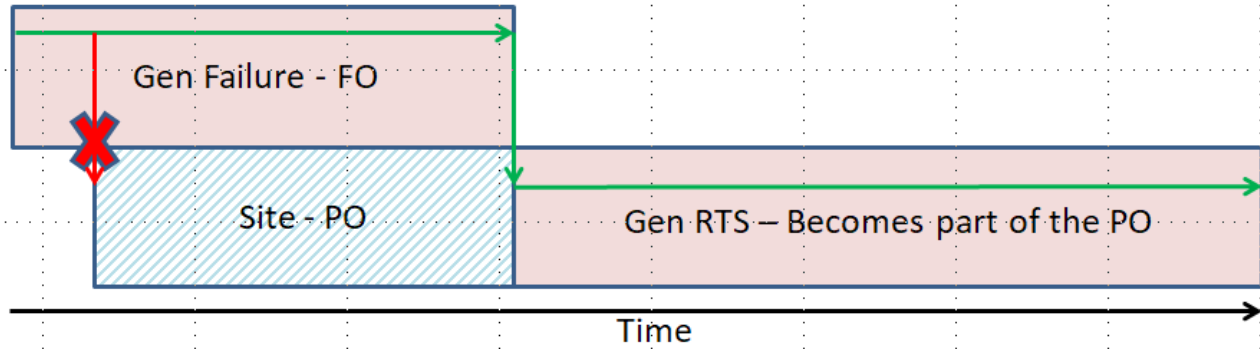 Gen Failure - FO
Site - PO
Gen RTS – Becomes part of the PO
Time